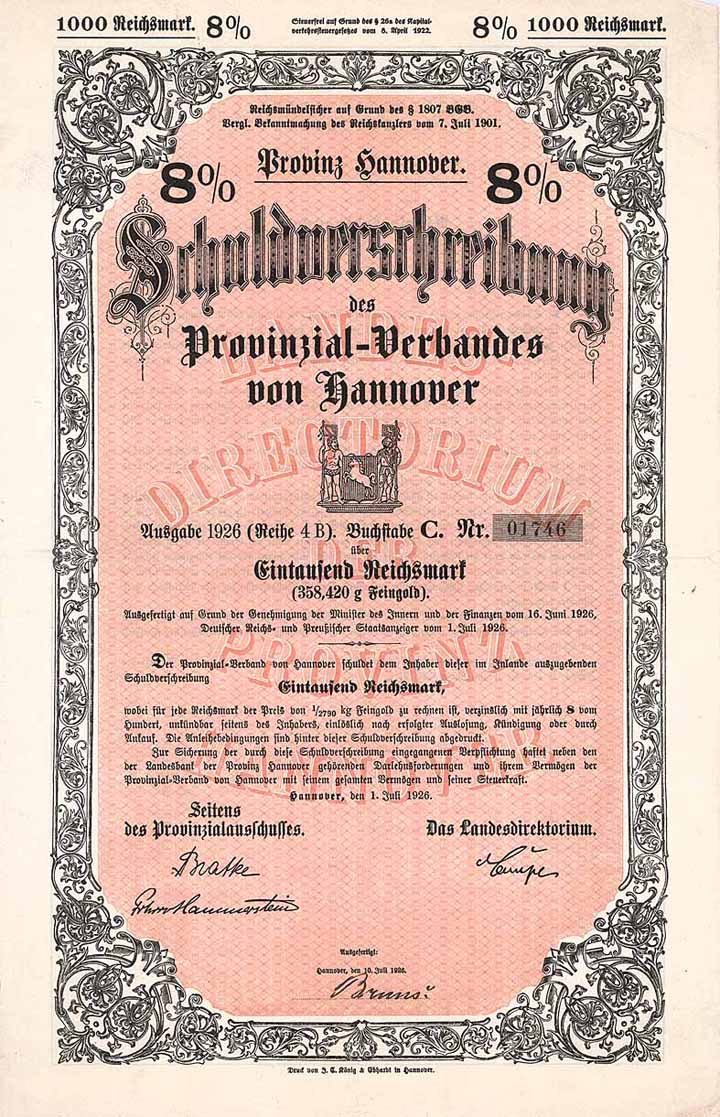 1000 Reichsmark. 8% Steuerfrei auf Grund des § 26a des Kapital- 8% 1000 Reichsmark.
verkehrsteuergesetzes vom 8. April 1922.
Reichsmündelsicher auf Grund des § 1807 BGB.
Vergl. Bekanntmachung des Reichskanzlers vom 7. Juli 1901.
Provinz Hannover.
8% 8%
Schuldverschreibung
des
Provinzial-Verbandes
von Hannover
LANDES-
DIRECTORIUM
DER
PROVINZ
HANNOVER
Ausgabe 1926 (Reihe 4 B). Buchstabe C. Nr. 01746
über
Eintausend Reichsmark
(358,420 g Feingold).
Ausgefertigt auf Grund der Genehmigung der Minister des Innern und der Finanzen vom 16. Juni 1926,
Deutscher Reichs- und Preußischer Staatsanzeiger vom 1. Juli 1926.
Der Provinzial-Verband von Hannover schuldet dem Inhaber dieser im Inlande auszugebenden
Schuldverschreibung
Eintausend Reichsmark,
wobei für jede Reichsmark der Preis von 1/2790 kg Feingold zu rechnen ist, verzinslich mit jährlich 8 vom
Hundert, unkündbar seitens des Inhabers, einlöslich nach erfolgter Auslosung, Kündigung oder durch
Ankauf. Die Anleihebedingungen sind hinter dieser Schuldverschreibung abgedruckt.
Zur Sicherung der durch diese Schuldverschreibung eingegangenen Verpflichtung haftet neben den
der Landesbank der Provinz Hannover gehörenden Darlehnsforderungen und ihrem Vermögen der
Provinzial-Verband von Hannover mit seinem gesamten Vermögen und seiner Steuerkraft.
Hannover, den 1. Juli 1926.
Seitens
des Provinzialausschusses. Das Landesdirektorium.
Bratke
Hammerstein
Ausgefertigt:
Hannover, den 10. Juli 1926.
Bruns.
Druck von J. C. König & Ebhardt in Hannover.